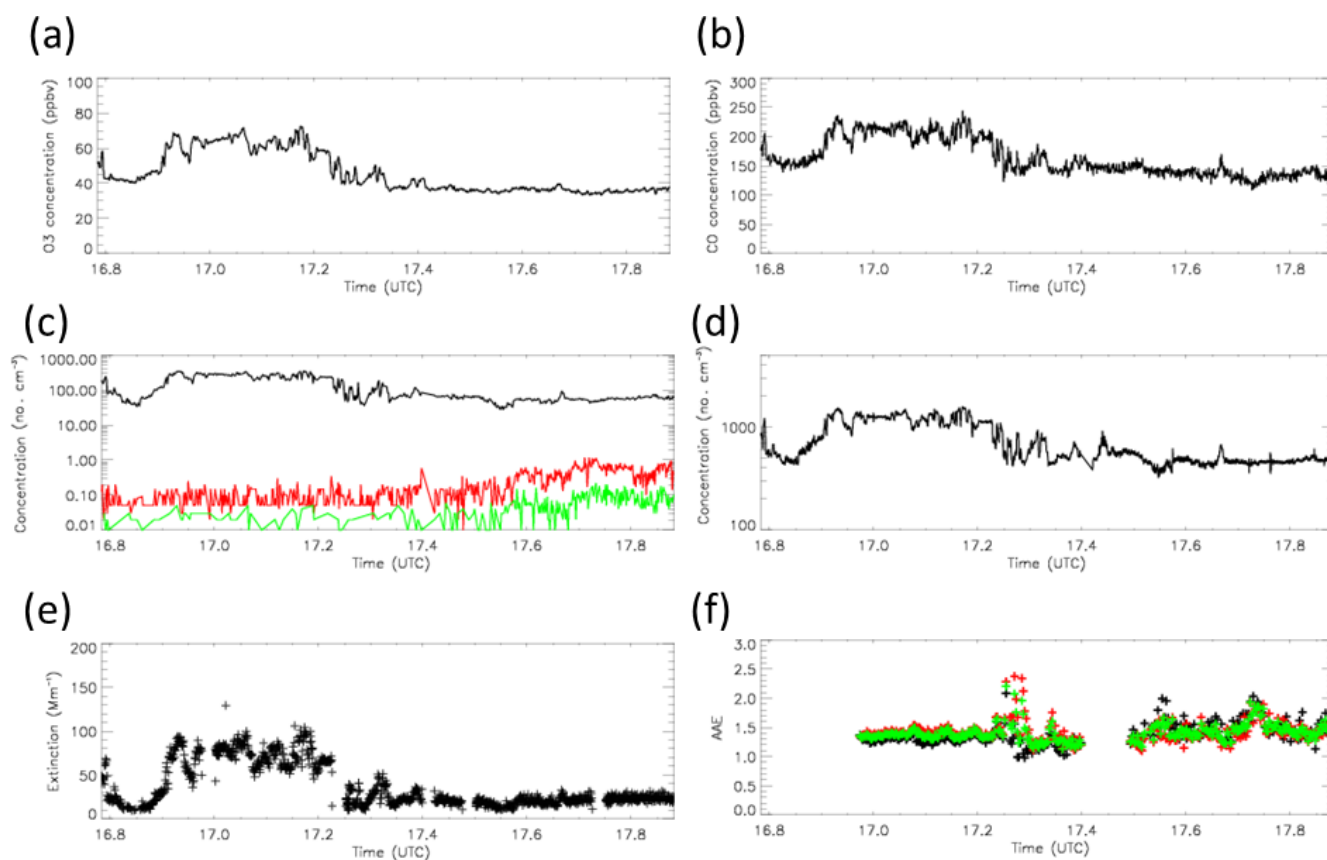 (a)
O3 concentration (ppbv)
100
80
60
40
20
0
16.8 17.0 17.2 17.4 17.6 17.8
Time (UTC)
(b)
CO concentration (ppbv)
300
250
200
150
100
50
0
16.8 17.0 17.2 17.4 17.6 17.8
Time (UTC)
(c)
Concentration (no. cm⁻³)
1000.00
100.00
10.00
1.00
0.10
0.01
16.8 17.0 17.2 17.4 17.6 17.8
Time (UTC)
(d)
Concentration (no. cm⁻³)
1000
100
16.8 17.0 17.2 17.4 17.6 17.8
Time (UTC)
(e)
Extinction (Mm⁻¹)
200
150
100
50
0
16.8 17.0 17.2 17.4 17.6 17.8
Time (UTC)
(f)
AAE
3.0
2.5
2.0
1.5
1.0
0.5
0.0
16.8 17.0 17.2 17.4 17.6 17.8
Time (UTC)